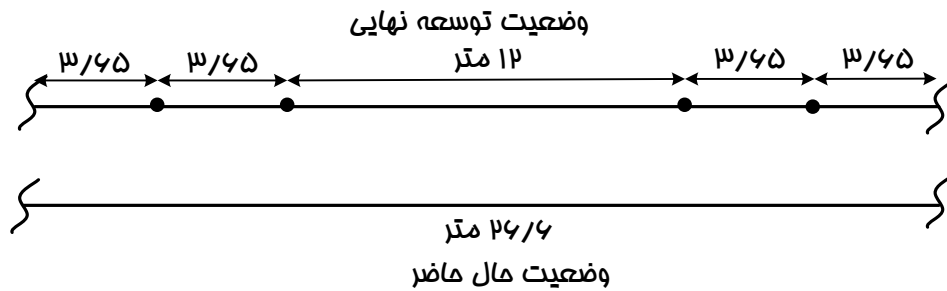 وضعیت توسعه نهایی
۳/۶۵ ۳/۶۵ ۱۲ متر ۳/۶۵ ۳/۶۵
۲۶/۶ متر
وضعیت حال حاضر